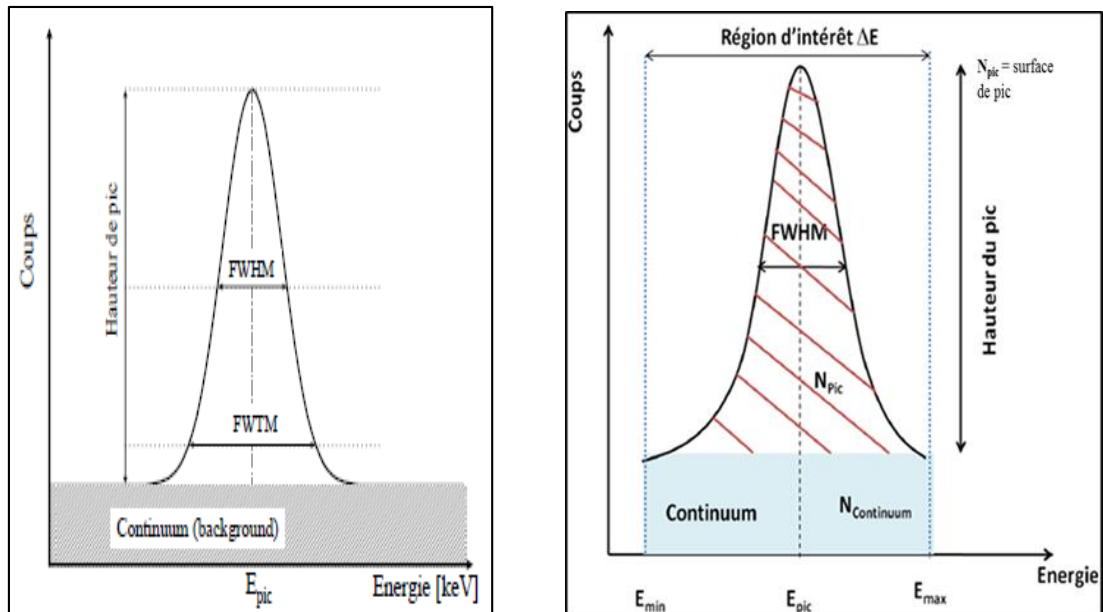 Coups
Hauteur de pic
FWHM
FWTM
Continuum (background)
E_pic
Energie [keV]
Région d'intérêt ΔE
Coups
N_pic = surface
de pic
FWHM
Hauteur du pic
N_Pic
Continuum
N_Continuum
Energie
E_min
E_pic
E_max